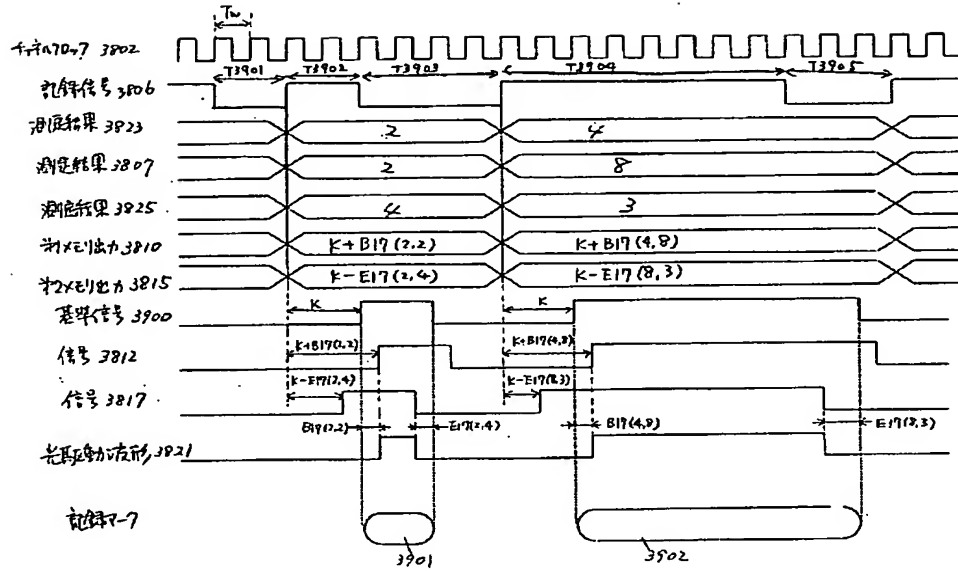 Tw
チャネルクロック 3802
T3901 T3902 T3903 T3904 T3905
記録信号 3806
測定結果 3823 2 4
測定結果 3807 2 8
測定結果 3825 4 3
第1メモリ出力 3810 K+B17(2,2) K+B17(4,8)
第2メモリ出力 3815 K-E17(2,4) K-E17(8,3)
基準信号 3900 K K
信号 3812 K+B17(2,2) K+B17(4,8)
信号 3817 K-E17(2,4) K-E17(8,3)
B17(2,2) E17(2,4) B17(4,8) E17(8,3)
光駆動波形 3821
記録マーク
3901 3902